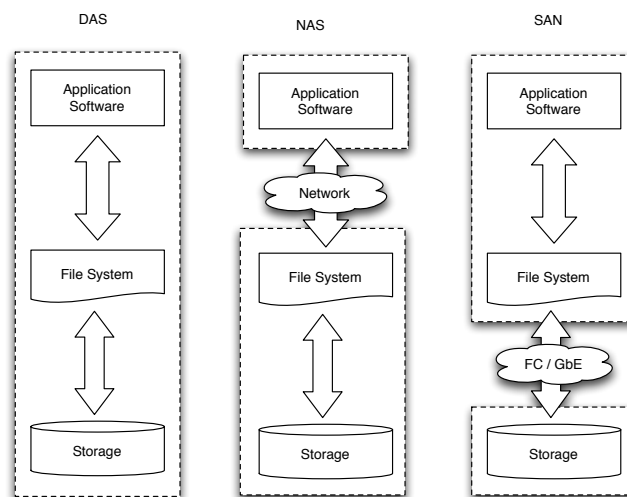 DAS
NAS
SAN
Application
Software
Application
Software
Application
Software
Network
File System
File System
File System
FC / GbE
Storage
Storage
Storage